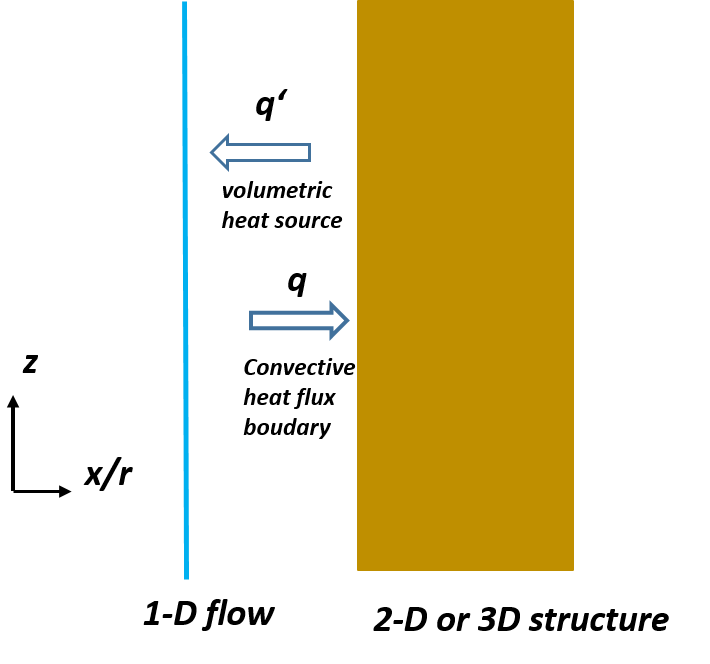 q‘
volumetric
heat source
q
Convective
heat flux
boudary
z
x/r
1-D flow
2-D or 3D structure